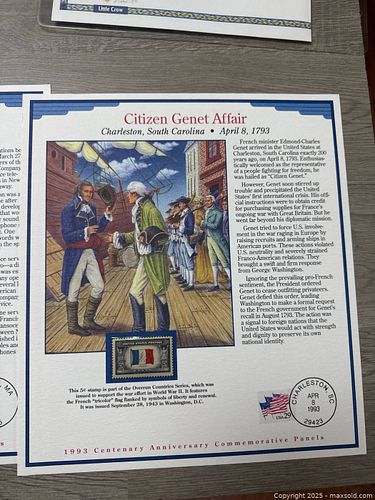 Little Crow
Citizen Genet Affair
Charleston, South Carolina • April 8, 1793
French minister Edmond-Charles
Genet arrived in the United States at
Charleston, South Carolina exactly 200
years ago, on April 8, 1793. Enthusias-
tically welcomed as the representative
of a people fighting for freedom, he
was hailed as "Citizen Genet."
However, Genet soon stirred up
trouble and precipitated the United
States' first international crisis. His offi-
cial instructions were to obtain credit
for purchasing supplies for France's
ongoing war with Great Britain. But he
went far beyond his diplomatic mission.
Genet tried to force U.S. involve-
ment in the war raging in Europe by
raising recruits and arming ships in
American ports. These actions violated
U.S. neutrality and severely strained
Franco-American relations. They
brought a swift and firm response
from George Washington.
Ignoring the prevailing pro-French
sentiment, the President ordered
Genet to cease outfitting privateers.
Genet defied this order, leading
Washington to make a formal request
to the French government for Genet's
recall in August 1793. The action was
a signal to foreign nations that the
United States would act with strength
and dignity to preserve its own
national identity.
This 5¢ stamp is part of the Overrun Countries Series, which was
issued to support the war effort in World War II. It features
the French "tricolor" flag flanked by symbols of liberty and renewal.
It was issued September 28, 1943 in Washington, D.C.
CHARLESTON, SC
APR
8
1993
29423
USA 29
1993 Centenary Anniversary Commemorative Panels
Copyright 2025 - maxsold.com